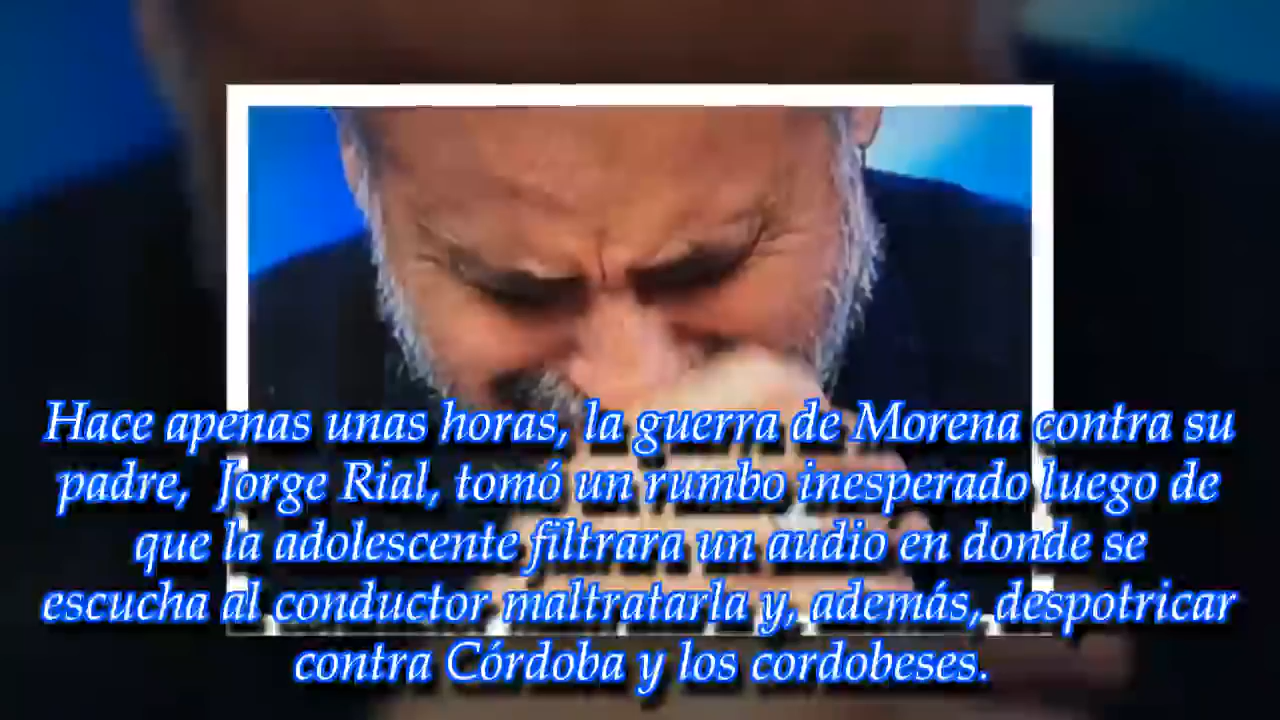 Hace apenas unas horas, la guerra de Morena contra su
padre, Jorge Rial, tomó un rumbo inesperado luego de
que la adolescente filtrara un audio en donde se
escucha al conductor maltratarla y, además, despotricar
contra Córdoba y los cordobeses.